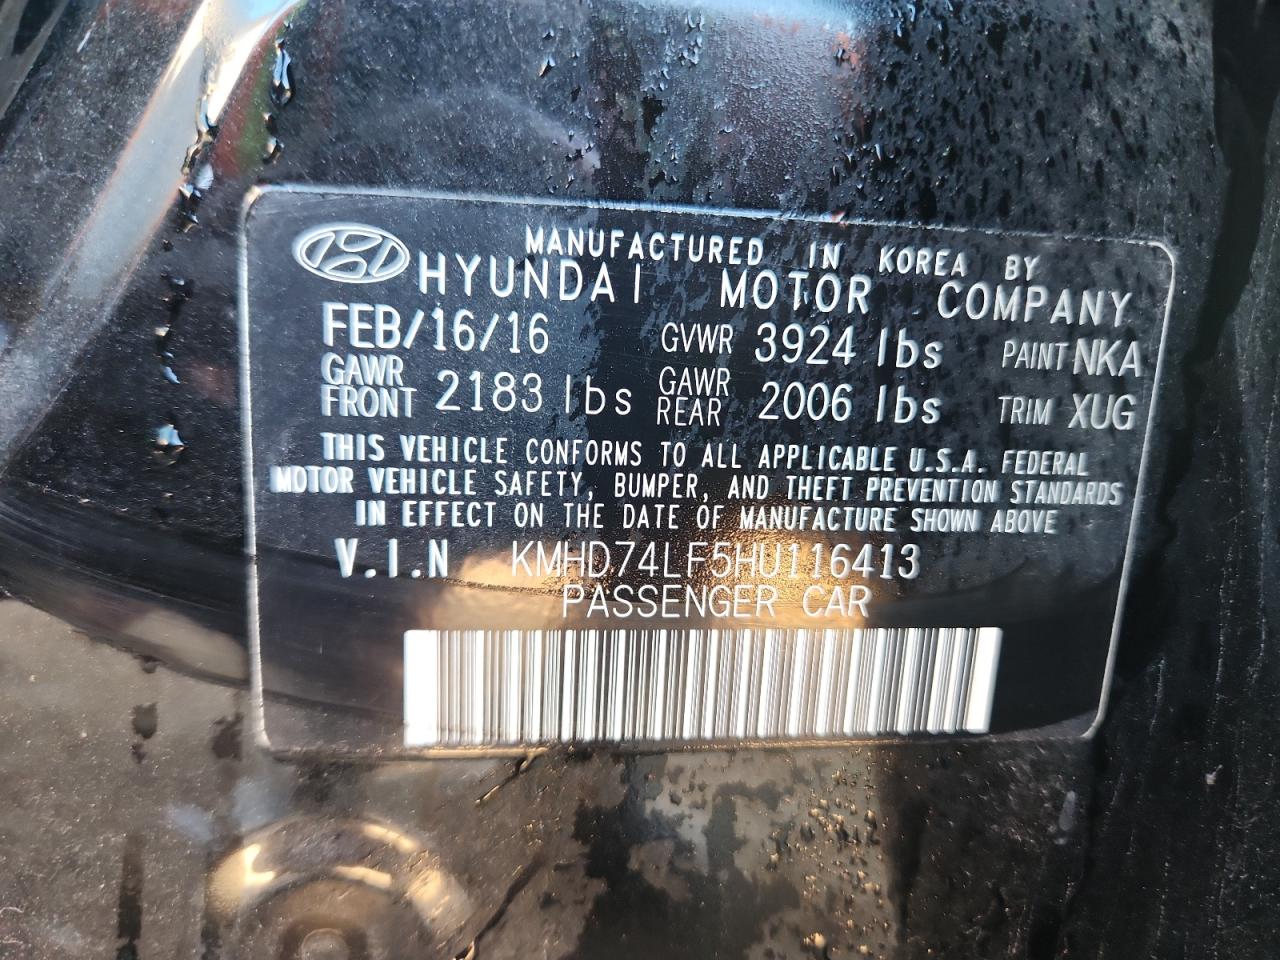 MANUFACTURED IN KOREA BY
HYUNDAI MOTOR COMPANY
FEB/16/16 GVWR 3924 lbs PAINT NKA
GAWR FRONT 2183 lbs GAWR REAR 2006 lbs TRIM XUG
THIS VEHICLE CONFORMS TO ALL APPLICABLE U.S.A. FEDERAL
MOTOR VEHICLE SAFETY, BUMPER, AND THEFT PREVENTION STANDARDS
IN EFFECT ON THE DATE OF MANUFACTURE SHOWN ABOVE
V.I.N KMHD74LF5HU116413
PASSENGER CAR